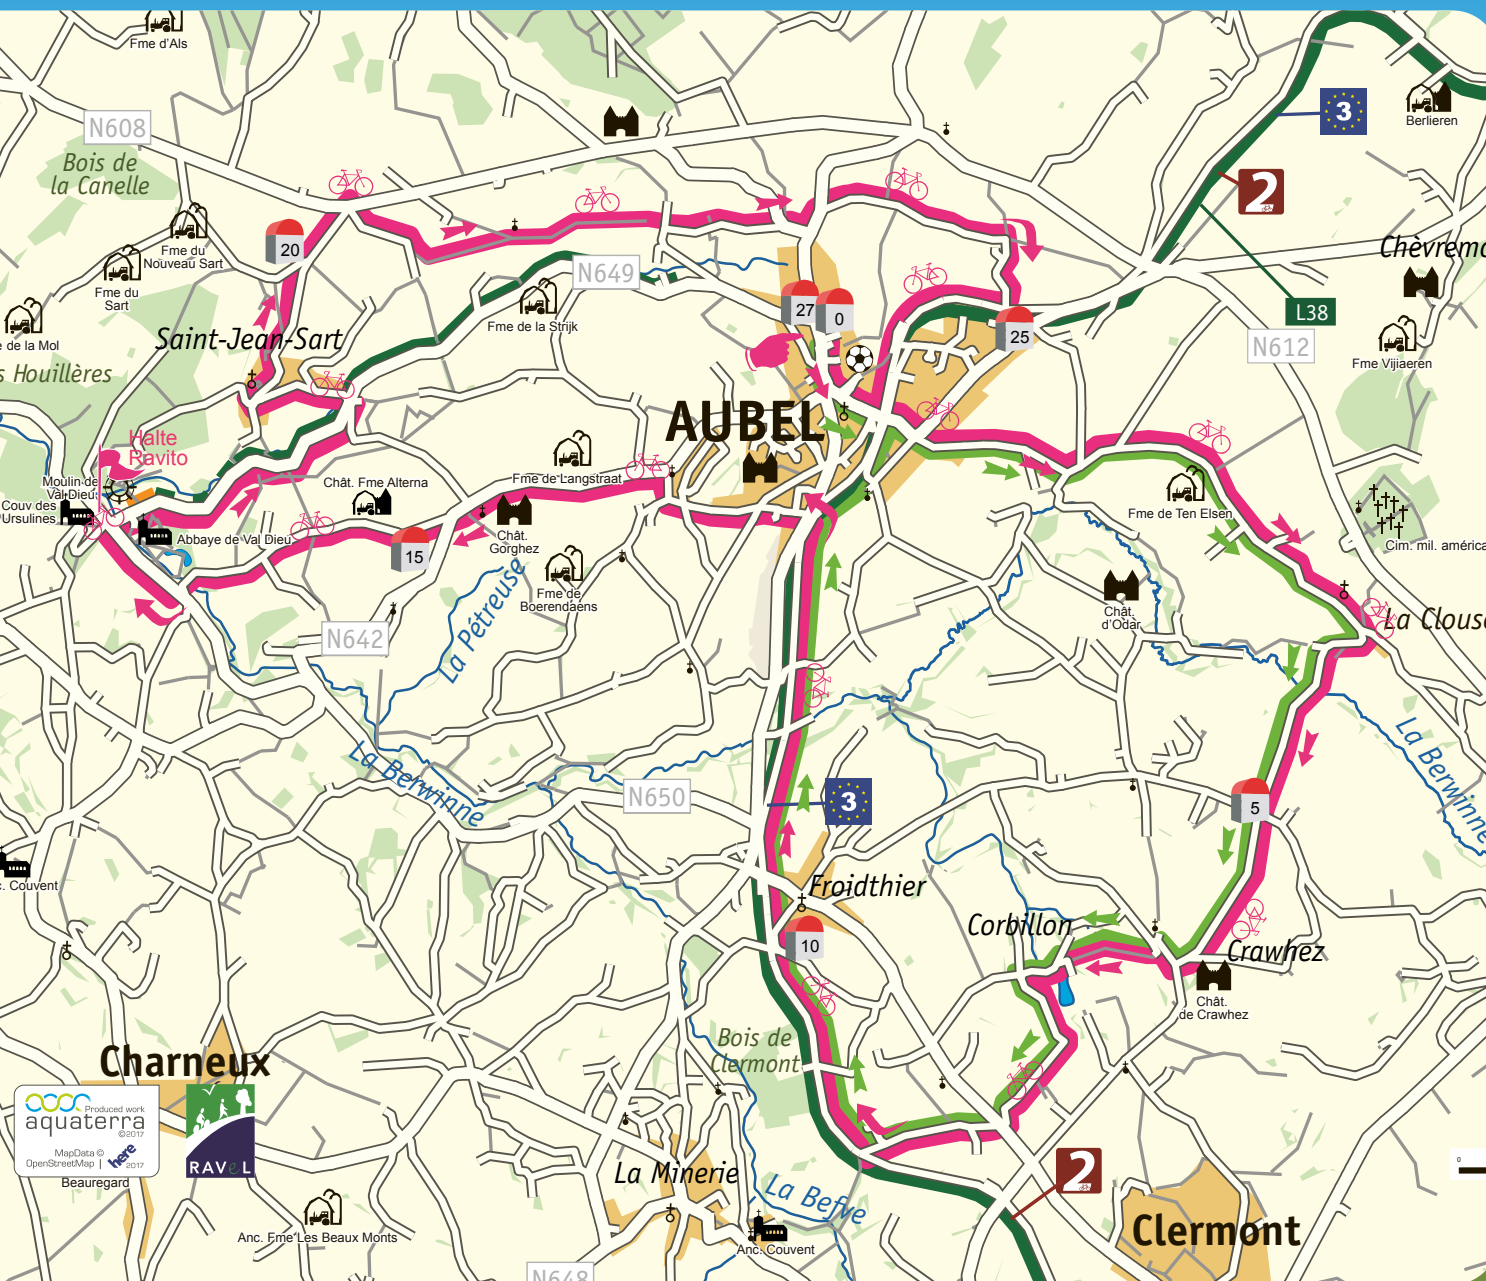 Fme d'Als
N608
Bois de
la Canelle
3
Berlieren
2
Fme du
Nouveau Sart
20
Fme du
Sart
N649
Chèvremo
Fme de la Strijk
27
0
25
L38
N612
Fme Vijiaeren
de la Mol
Saint-Jean-Sart
Houillères
AUBEL
Halte
Ravito
Moulin de
Val Dieu
Couv des
Ursulines
Abbaye de Val Dieu
Chât. Fme Alterna
Fme de Langstraat
15
Chât.
Gorghez
Fme de
Boerendaens
Fme de Ten Elsen
Cim. mil. américa
Chât.
d'Odar
La Clouse
N642
La Pétreuse
La Berwinne
La Berwinne
N650
3
5
c. Couvent
Froidthier
10
Corbillon
Crawhez
Chât.
de Crawhez
Bois de
Clermont
Charneux
Produced work
aquaterra
©2017
MapData ©
OpenStreetMap | here
2017
RAVeL
Beauregard
La Minerie
2
La Befve
Clermont
Anc. Fme Les Beaux Monts
Anc. Couvent
N648
0